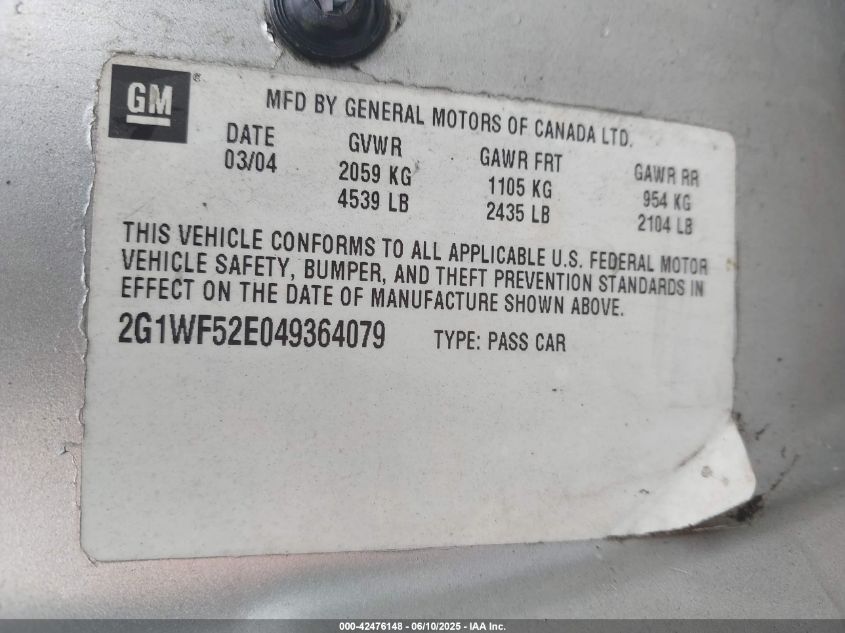 GM ®
MFD BY GENERAL MOTORS OF CANADA LTD.
DATE GVWR GAWR FRT GAWR RR
03/04 2059 KG 1105 KG 954 KG
4539 LB 2435 LB 2104 LB
THIS VEHICLE CONFORMS TO ALL APPLICABLE U.S. FEDERAL MOTOR
VEHICLE SAFETY, BUMPER, AND THEFT PREVENTION STANDARDS IN
EFFECT ON THE DATE OF MANUFACTURE SHOWN ABOVE.
2G1WF52E049364079 TYPE: PASS CAR
000-42476148 - 06/10/2025 - IAA Inc.